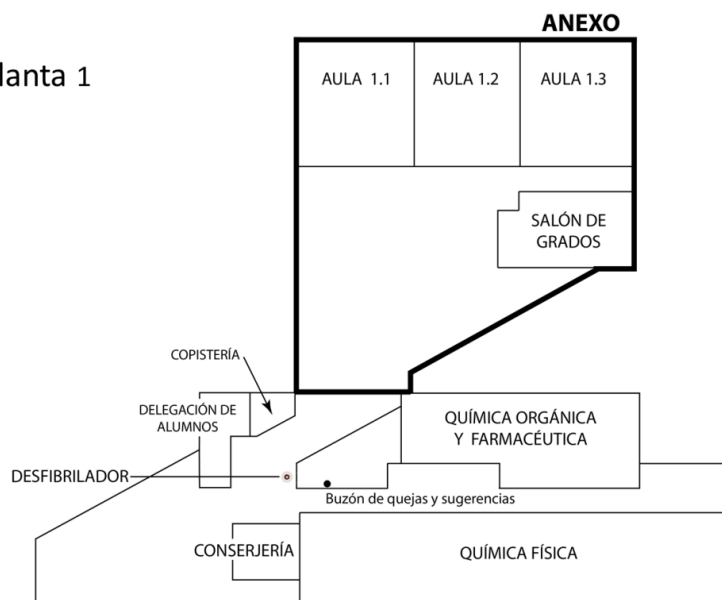 ANEXO
lanta 1
AULA 1.1
AULA 1.2
AULA 1.3
SALÓN DE
GRADOS
COPISTERÍA
DELEGACIÓN DE
ALUMNOS
QUÍMICA ORGÁNICA
Y FARMACÉUTICA
DESFIBRILADOR
Buzón de quejas y sugerencias
CONSERJERÍA
QUÍMICA FÍSICA